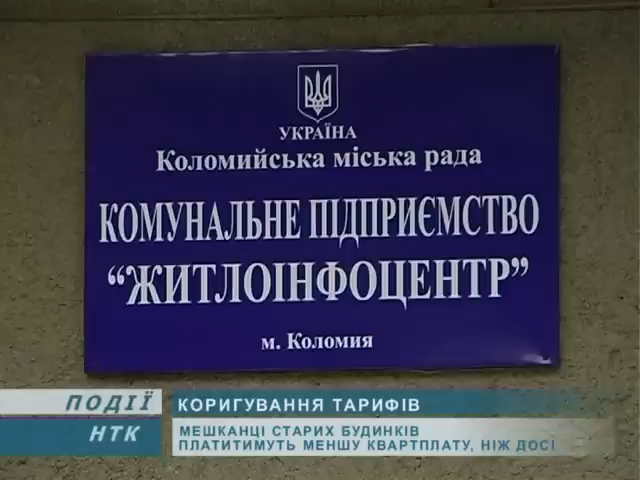 УКРАЇНА
Коломийська міська рада
КОМУНАЛЬНЕ ПІДПРИЄМСТВО
“ЖИТЛОІНФОЦЕНТР”
м. Коломия
ПОДІЇ
НТК
КОРИГУВАННЯ ТАРИФІВ
МЕШКАНЦІ СТАРИХ БУДИНКІВ
ПЛАТИТИМУТЬ МЕНШУ КВАРТПЛАТУ, НІЖ ДОСІ